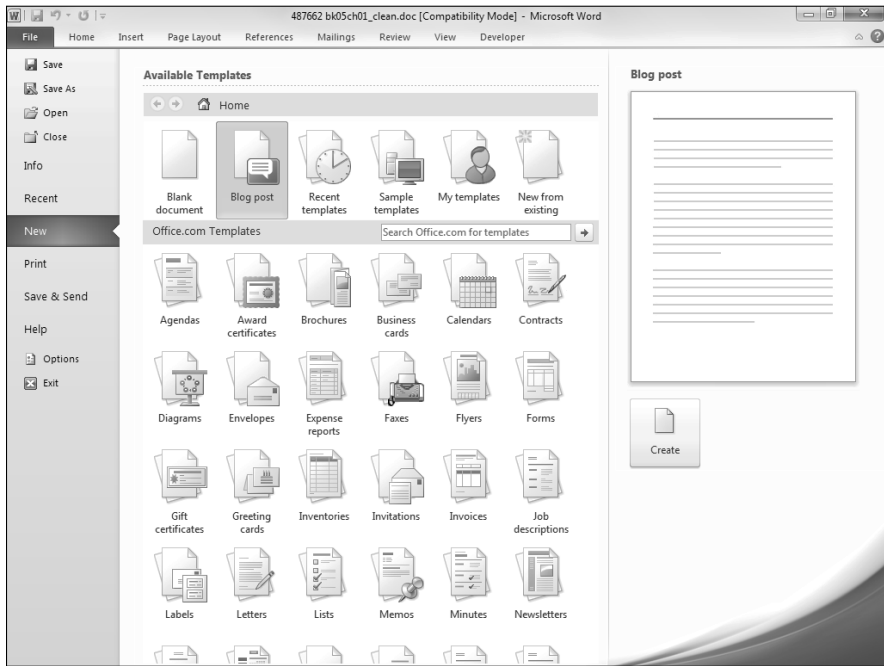 487662 bk05ch01_clean.doc [Compatibility Mode] - Microsoft Word
File Home Insert Page Layout References Mailings Review View Developer
Save
Save As
Open
Close
Info
Recent
New
Print
Save & Send
Help
Options
Exit
Available Templates
Home
Blank document
Blog post
Recent templates
Sample templates
My templates
New from existing
Office.com Templates
Search Office.com for templates
Agendas
Award certificates
Brochures
Business cards
Calendars
Contracts
Diagrams
Envelopes
Expense reports
Faxes
Flyers
Forms
Gift certificates
Greeting cards
Inventories
Invitations
Invoices
Job descriptions
Labels
Letters
Lists
Memos
Minutes
Newsletters
Blog post
Create